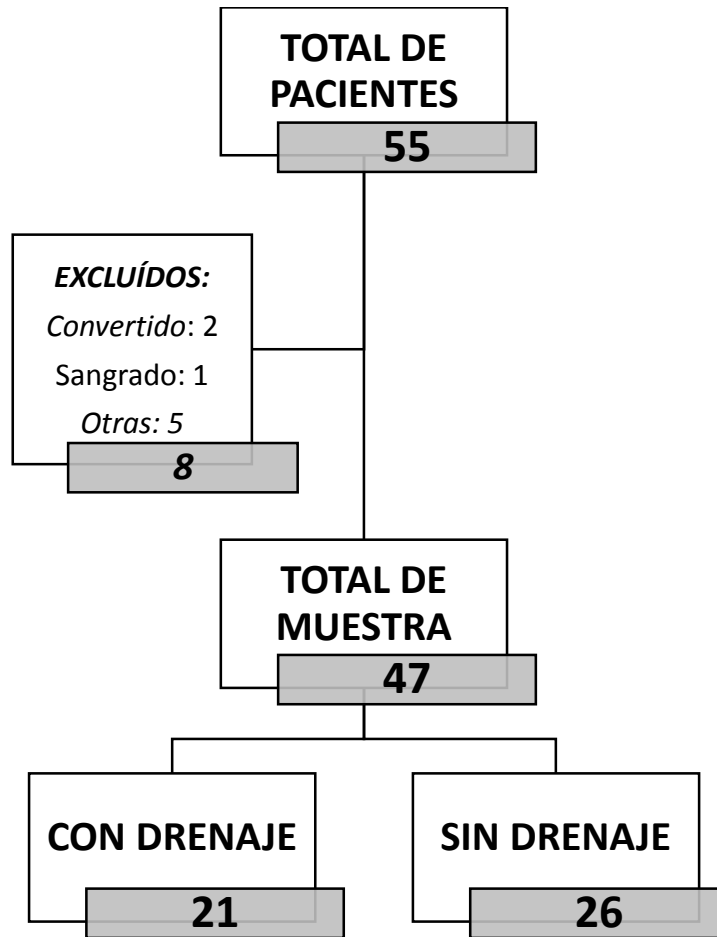 TOTAL DE
PACIENTES
55
EXCLUÍDOS:
Convertido: 2
Sangrado: 1
Otras: 5
8
TOTAL DE
MUESTRA
47
CON DRENAJE
21
SIN DRENAJE
26